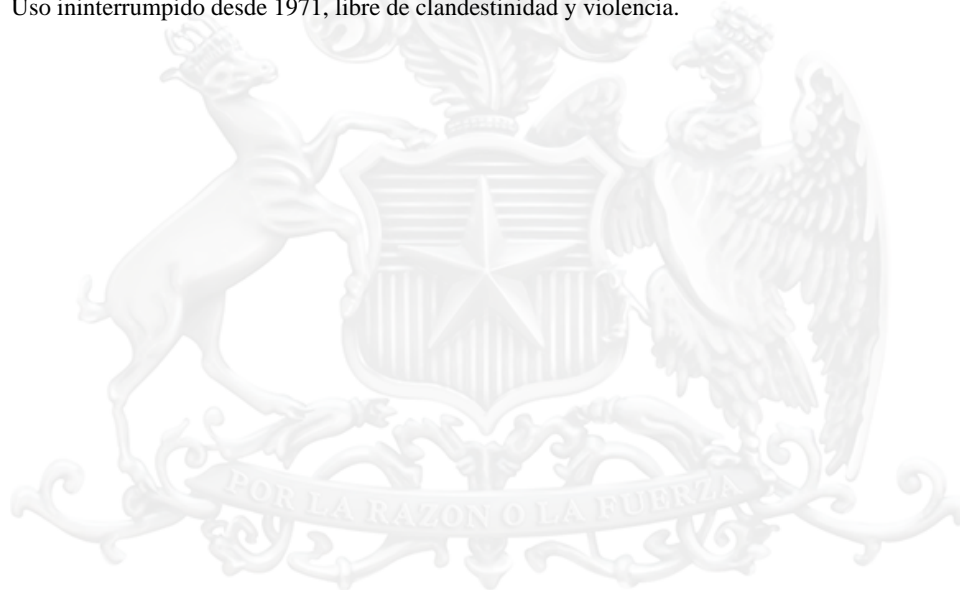 Uso ininterrumpido desde 1971, libre de clandestinidad y violencia.
POR LA RAZON O LA FUERZA